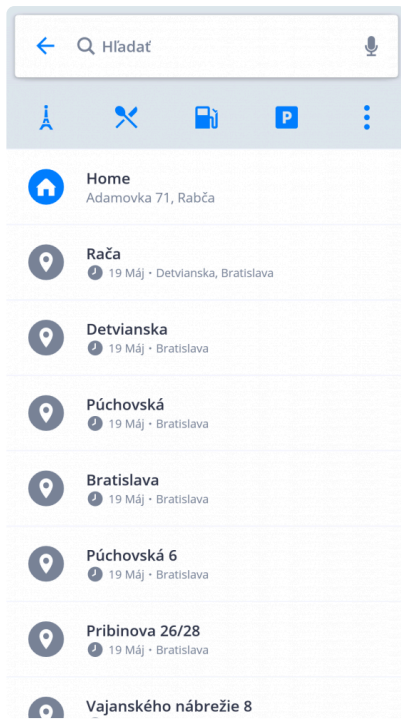 Hľadať
P
Home
Adamovka 71, Rabča
Rača
19 Máj • Detvianska, Bratislava
Detvianska
19 Máj • Bratislava
Púchovská
19 Máj • Bratislava
Bratislava
19 Máj • Bratislava
Púchovská 6
19 Máj • Bratislava
Pribinova 26/28
19 Máj • Bratislava
Vajanského nábrežie 8